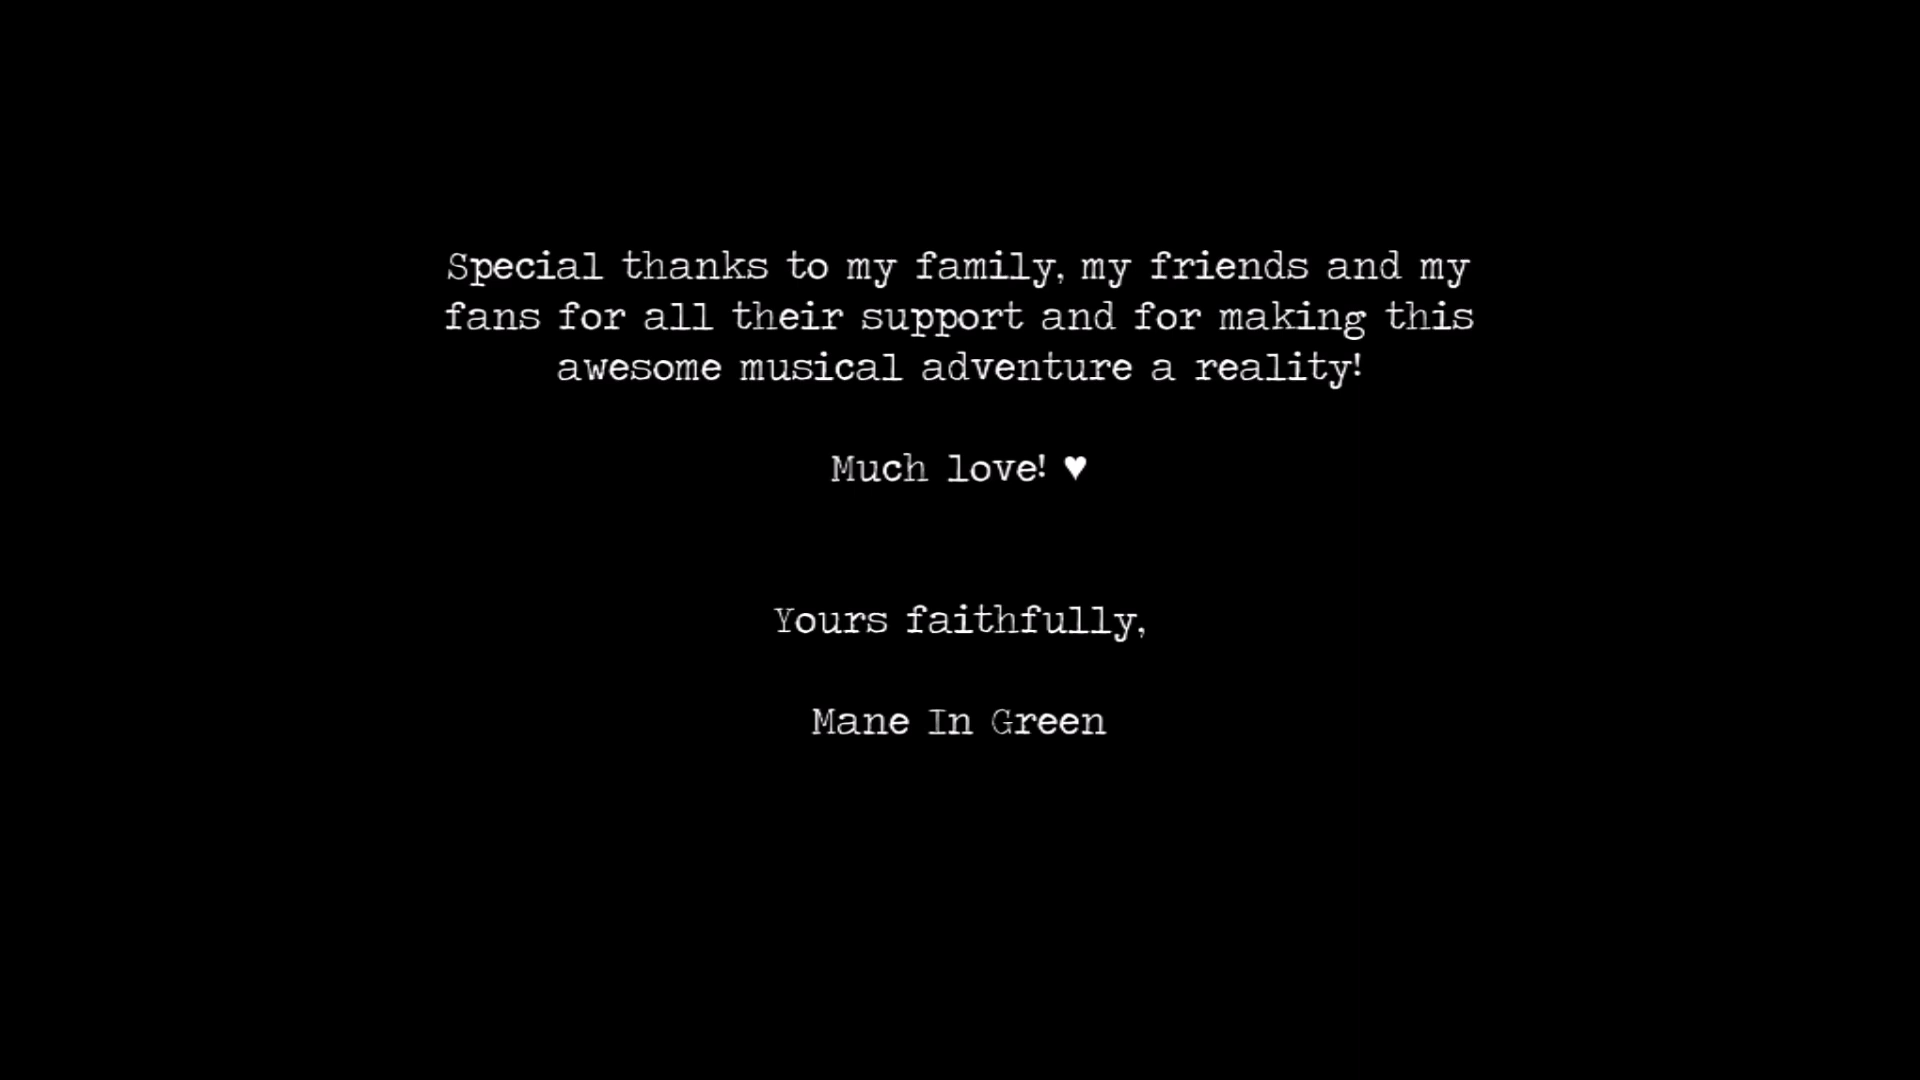 Special thanks to my family, my friends and my
fans for all their support and for making this
awesome musical adventure a reality!
Much love! ♥
Yours faithfully,
Mane In Green